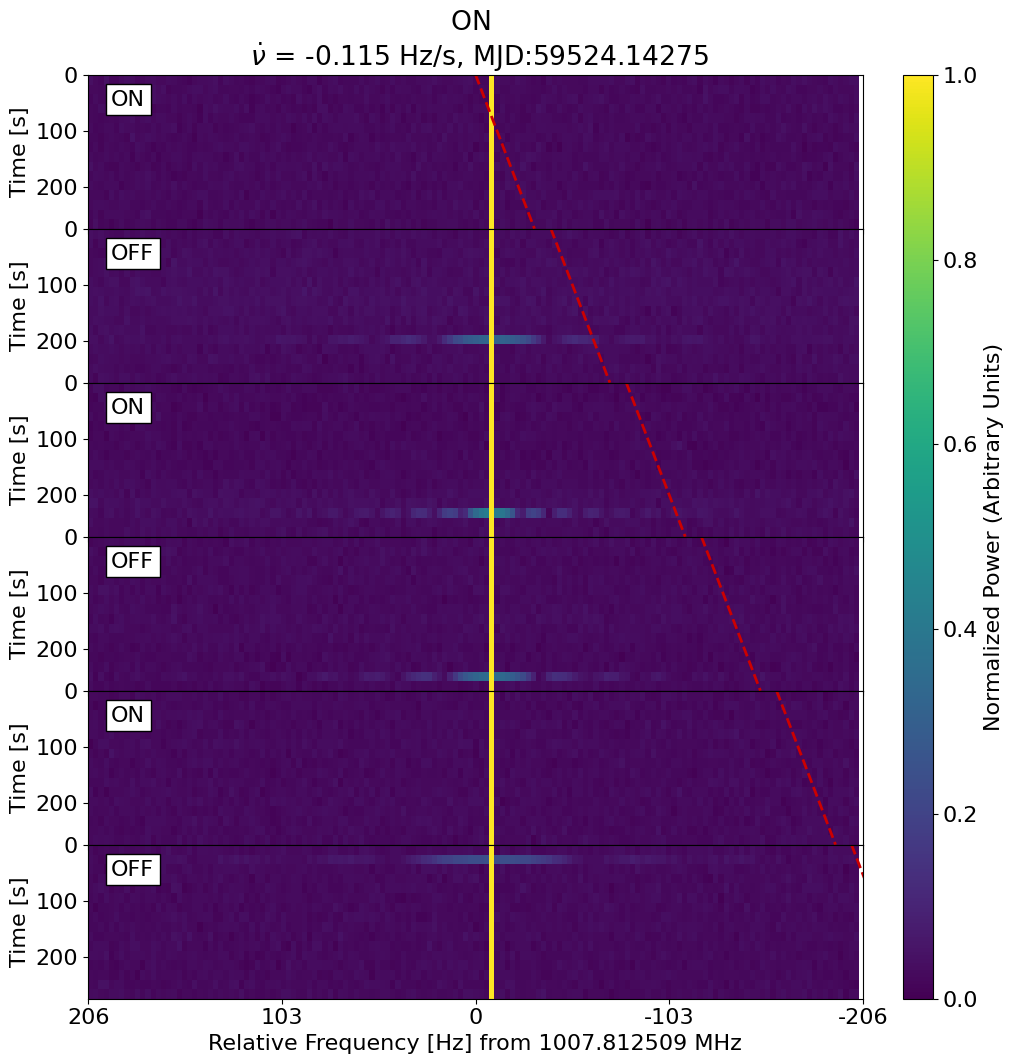 ON
ν̇ = -0.115 Hz/s, MJD:59524.14275
0
100
200
Time [s]
ON
0
100
200
Time [s]
OFF
0
100
200
Time [s]
ON
0
100
200
Time [s]
OFF
0
100
200
Time [s]
ON
0
100
200
Time [s]
OFF
206 103 0 -103 -206
Relative Frequency [Hz] from 1007.812509 MHz
1.0
0.8
0.6
0.4
0.2
0.0
Normalized Power (Arbitrary Units)